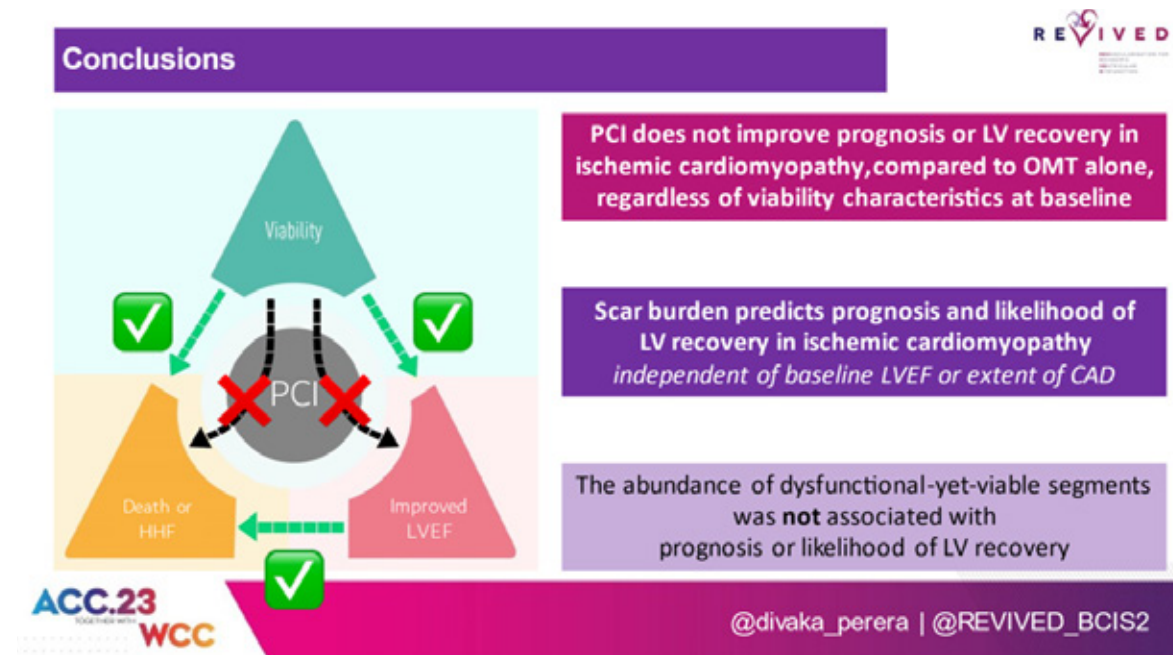 REVIVED
Conclusions
Viability
PCI
Death or
HHF
Improved
LVEF
PCI does not improve prognosis or LV recovery in
ischemic cardiomyopathy,compared to OMT alone,
regardless of viability characteristics at baseline
Scar burden predicts prognosis and likelihood of
LV recovery in ischemic cardiomyopathy
independent of baseline LVEF or extent of CAD
The abundance of dysfunctional-yet-viable segments
was not associated with
prognosis or likelihood of LV recovery
ACC.23
TOGETHER WITH
WCC
@divaka_perera | @REVIVED_BCIS2